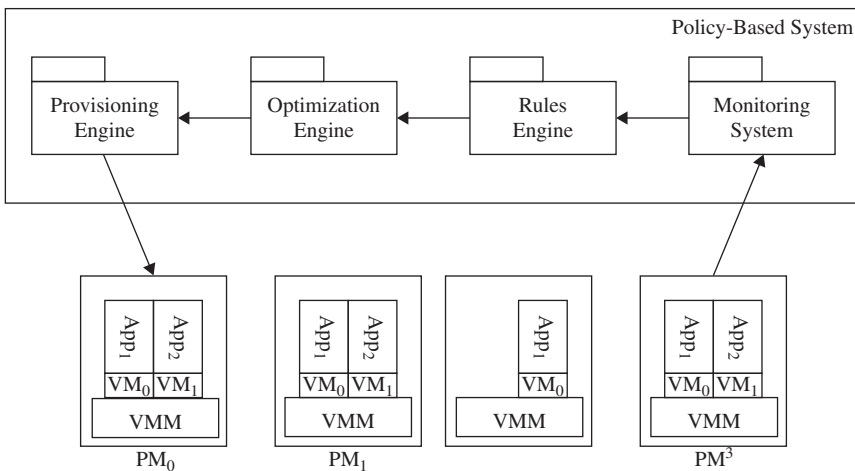 Policy-Based System
Provisioning
Engine
Optimization
Engine
Rules
Engine
Monitoring
System
App₁ App₂
VM₀ VM₁
VMM
PM₀
App₁ App₂
VM₀ VM₁
VMM
PM₁
App₁
VM₀
VMM
App₁ App₂
VM₀ VM₁
VMM
PM³